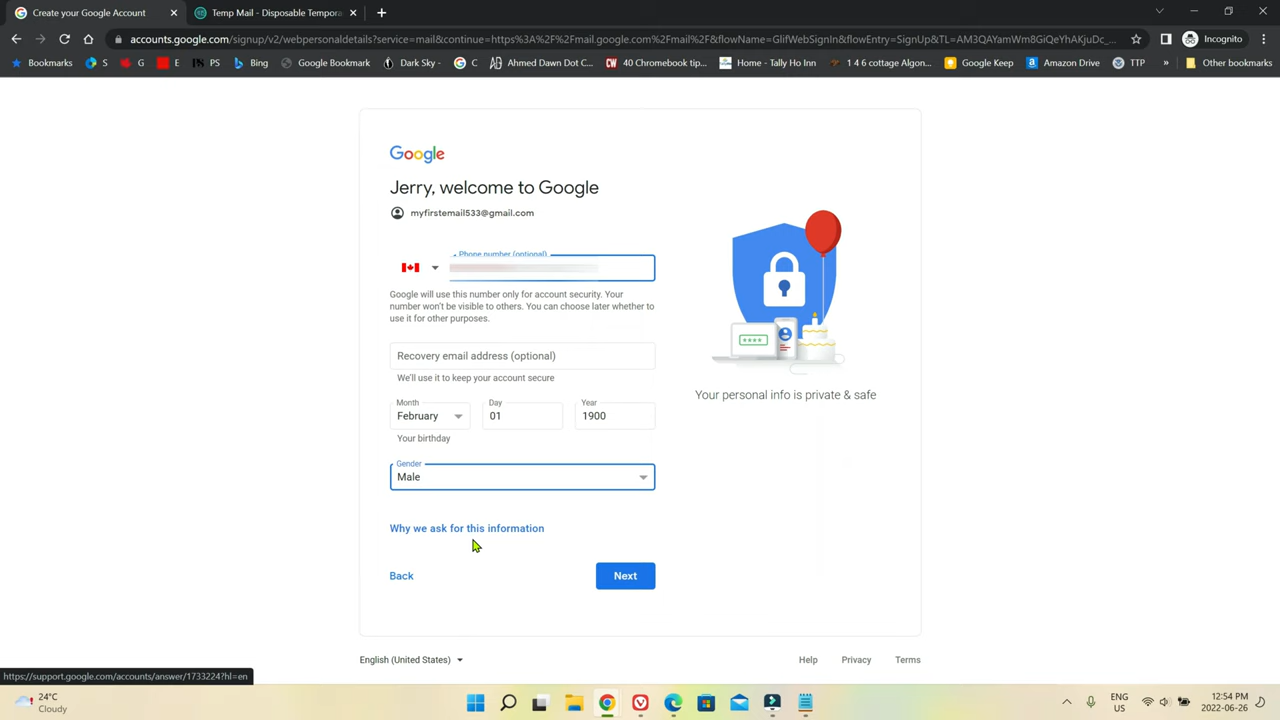 Create your Google Account
Temp Mail - Disposable Tempora
accounts.google.com/signup/v2/webpersonaldetails?service=mail&continue=https%3A%2F%2Fmail.google.com%2Fmail%2F&flowName=GlifWebSignIn&flowEntry=SignUp&TL=AM3QAYamWm8GiQeYhAKjuDc_...
Incognito
Bookmarks
S
G
E
PS
Bing
Google Bookmark
Dark Sky -
C
Ahmed Dawn Dot C...
CW
40 Chromebook tip...
Home - Tally Ho Inn
1 4 6 cottage Algon...
Google Keep
Amazon Drive
TTP
»
Other bookmarks
Google
Jerry, welcome to Google
myfirstemail533@gmail.com
Phone number (optional)
Google will use this number only for account security. Your
number won't be visible to others. You can choose later whether to
use it for other purposes.
Recovery email address (optional)
We'll use it to keep your account secure
Month
Day
Year
February
01
1900
Your birthday
Gender
Male
Why we ask for this information
Back
Next
Your personal info is private & safe
English (United States)
Help
Privacy
Terms
https://support.google.com/accounts/answer/1733224?hl=en
24°C
Cloudy
ENG
US
12:54 PM
2022-06-26